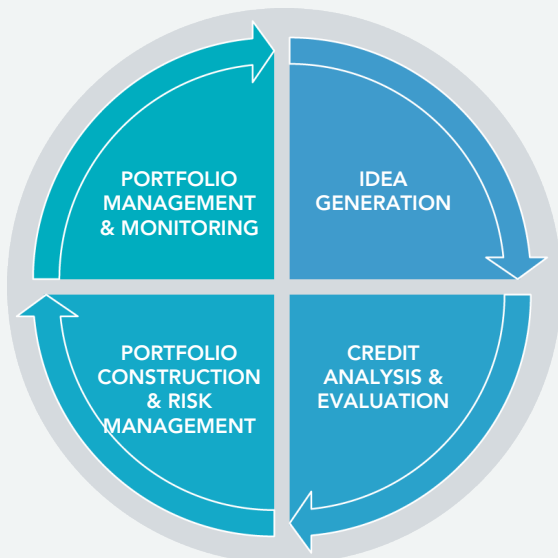 PORTFOLIO
MANAGEMENT
& MONITORING
IDEA
GENERATION
PORTFOLIO
CONSTRUCTION
& RISK
MANAGEMENT
CREDIT
ANALYSIS &
EVALUATION